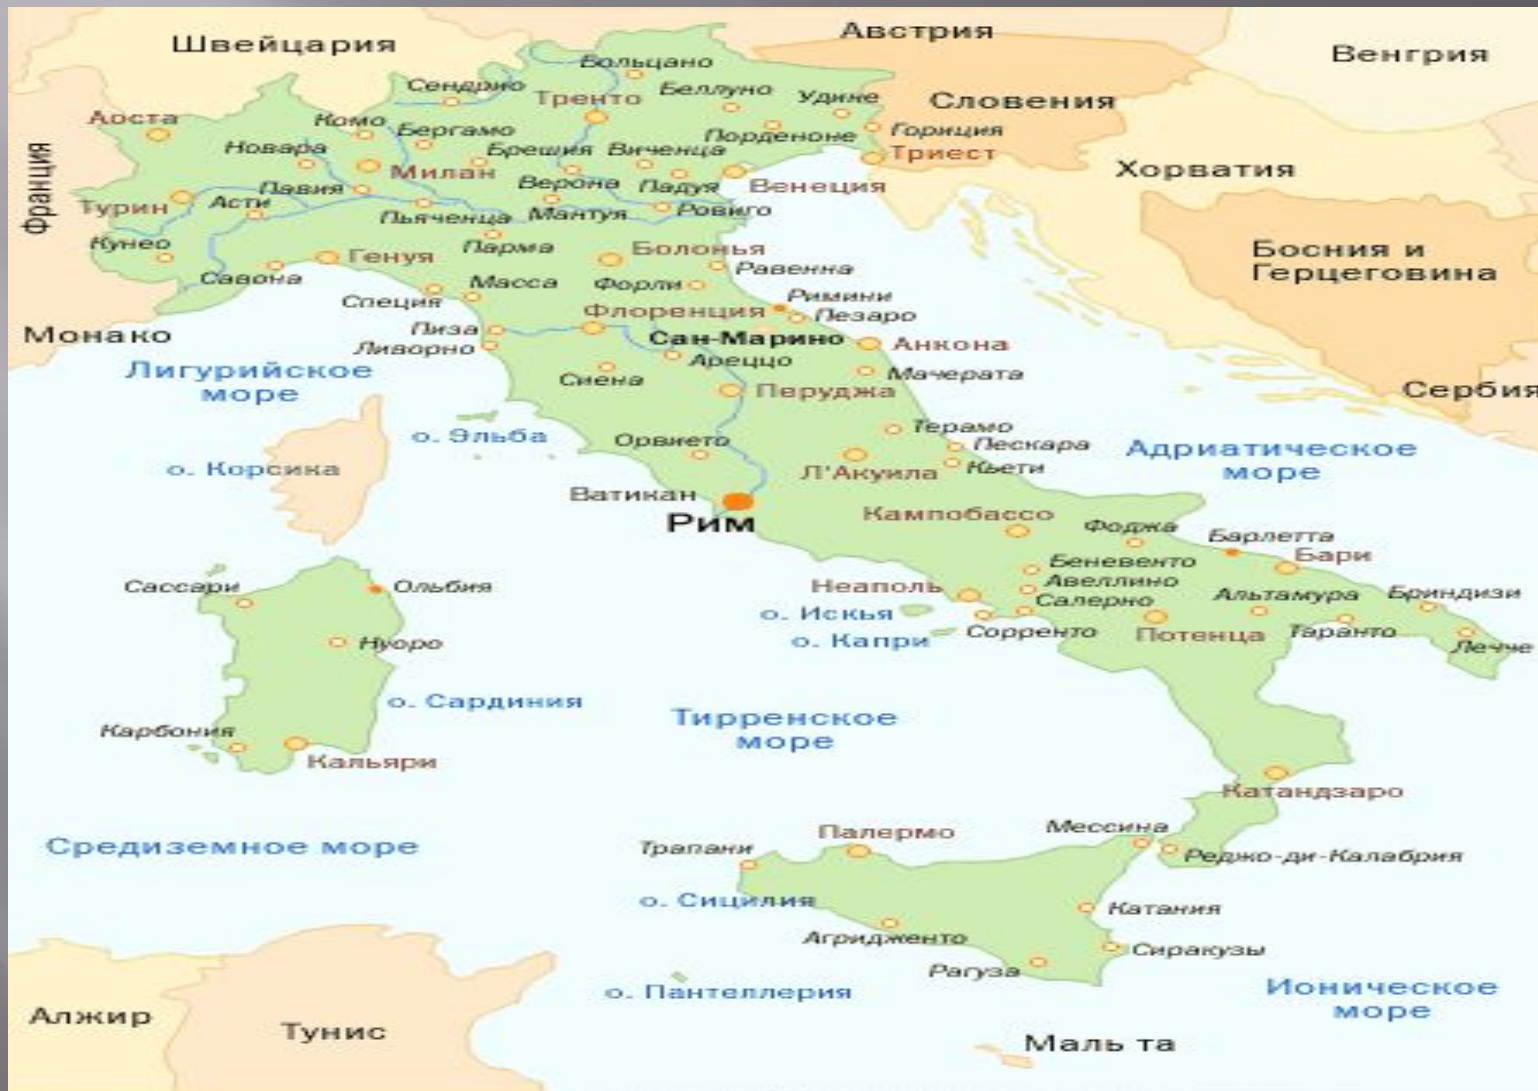 Швейцария
Австрия
Венгрия
Больцано
Сендрио
Тренто
Беллуно
Удине
Словения
Аоста
Комо
Бергамо
Порденоне
Гориция
Новара
Брешия
Виченца
Триест
Хорватия
Франция
Милан
Павия
Верона
Падуя
Венеция
Турин
Асти
Пьяченца
Мантуя
Ровиго
Кунео
Парма
Болонья
Босния и
Герцеговина
Генуя
Савона
Масса
Форли
Равенна
Специя
Римини
Флоренция
Пезаро
Монако
Пиза
Ливорно
Сан-Марино
Анкона
Ареццо
Лигурийское
море
Сиена
Мачерата
Перуджа
Сербия
о. Эльба
Орвието
Терамо
Пескара
Адриатическое
море
о. Корсика
Л'Акуила
Кьети
Ватикан
Рим
Кампобассо
Фоджа
Барлетта
Бари
Беневенто
Сассари
Ольбия
Неаполь
Авеллино
Салерно
Альтамура
Бриндизи
о. Искья
о. Капри
Сорренто
Потенца
Таранто
Лечче
Нуоро
о. Сардиния
Тирренское
море
Карбония
Кальяри
Катандзаро
Средиземное море
Палермо
Мессина
Трапани
Реджо-ди-Калабрия
о. Сицилия
Катания
Агридженто
Сиракузы
Рагуза
о. Пантеллерия
Ионическое
море
Алжир
Тунис
Маль та